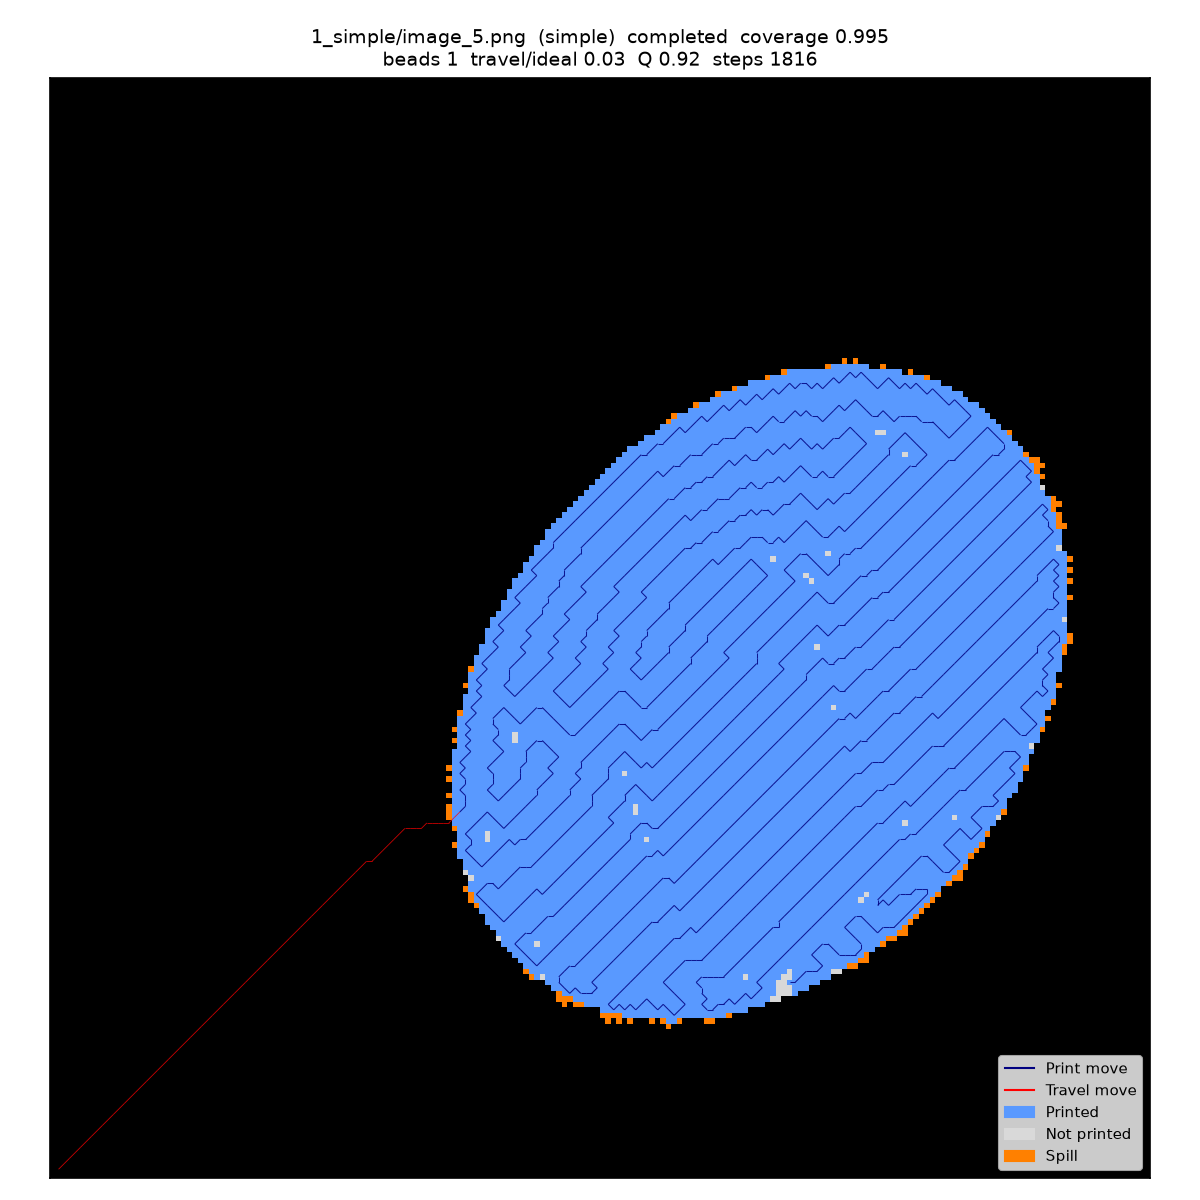 1_simple/image_5.png  (simple)  completed  coverage 0.995
beads 1  travel/ideal 0.03  Q 0.92  steps 1816
Print move
Travel move
Printed
Not printed
Spill